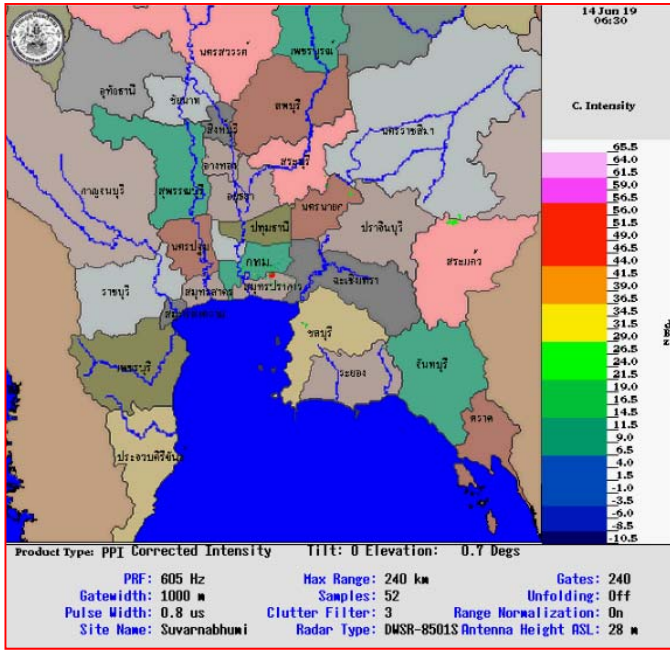 14 Jun 19
06:30
C. Intensity
นครสวรรค์
เพชรบูรณ์
อุทัยธานี
ชัยนาท
ลพบุรี
สิงห์บุรี
นครราชสีมา
อ่างทอง
สระบุรี
กาญจนบุรี
สุพรรณบุรี
อยุธยา
นครนายก
ปราจีนบุรี
ปทุมธานี
นครปฐม
กทม.
สระแก้ว
ราชบุรี
สมุทรสาคร
สมุทรปราการ
ฉะเชิงเทรา
ชลบุรี
เพชรบุรี
ระยอง
จันทบุรี
ตราด
ประจวบคีรีขัน
65.5
64.0
61.5
59.0
56.5
56.0
51.5
49.0
46.5
44.0
41.5
39.0
36.5
34.5
31.5
29.0
26.5
24.0
21.5
19.0
16.5
14.5
11.5
9.0
6.5
4.0
1.5
-1.0
-3.5
-6.0
-8.5
-10.5
Product Type: PPI Corrected Intensity Tilt: 0 Elevation: 0.7 Degs
PRF: 605 Hz Max Range: 240 km Gates: 240
Gatewidth: 1000 m Samples: 52 Unfolding: Off
Pulse Width: 0.8 us Clutter Filter: 3 Range Normalization: On
Site Name: Suvarnabhumi Radar Type: DWSR-8501S Antenna Height ASL: 28 m